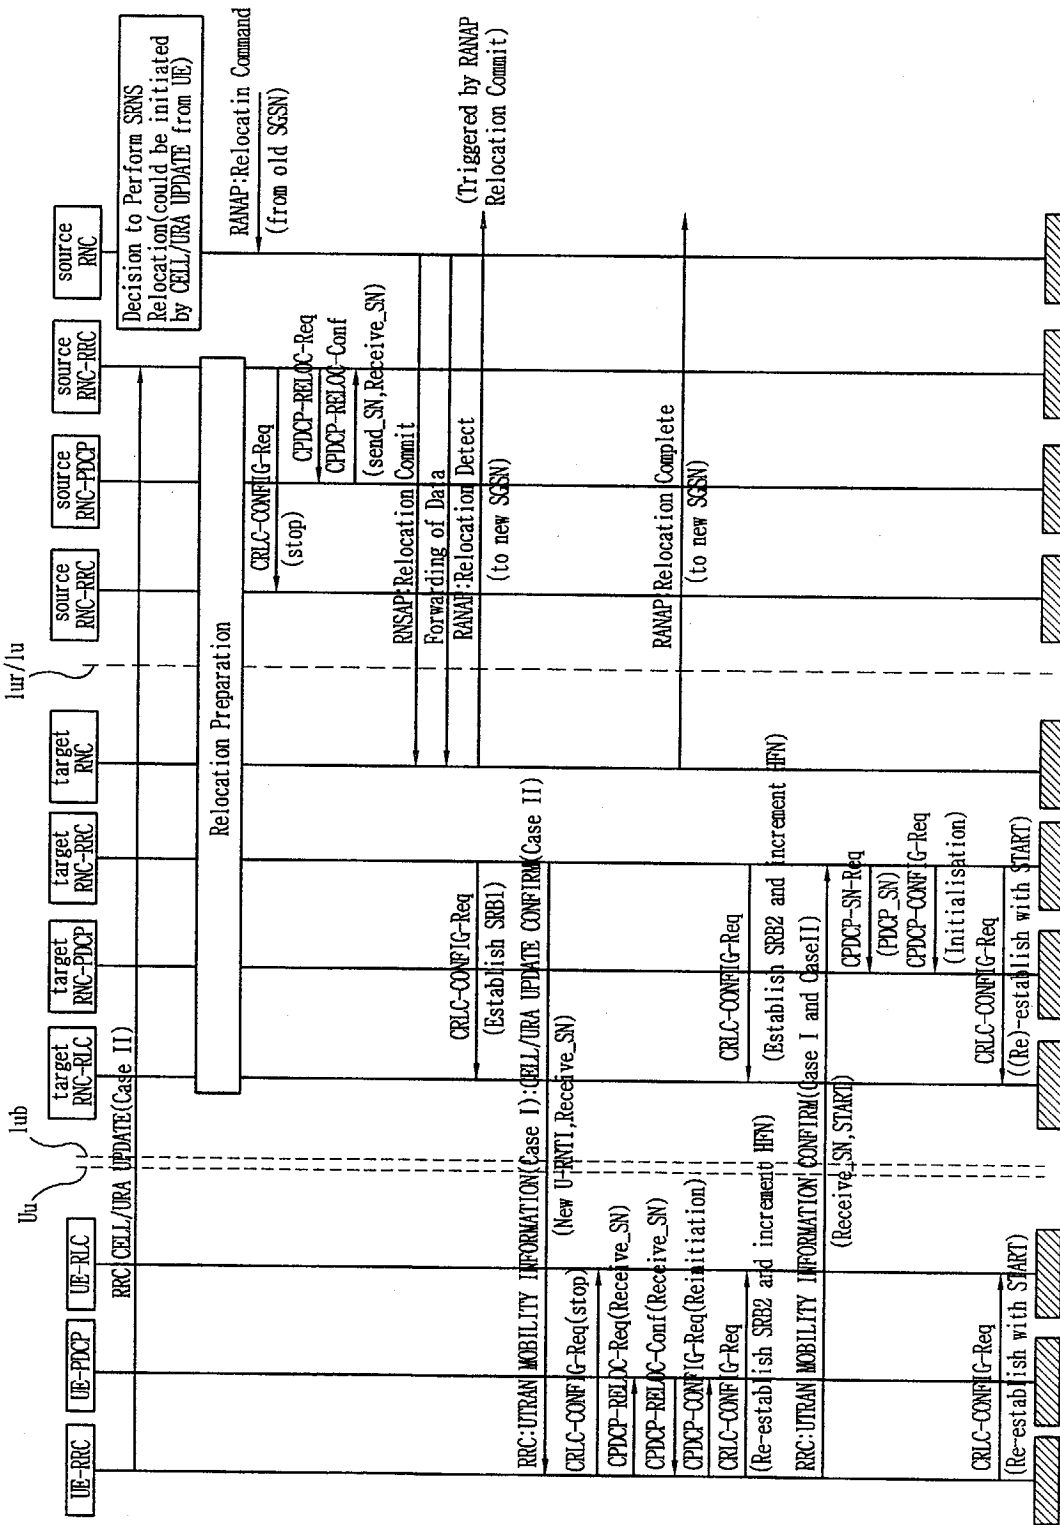 UE-RRC
UE-PDCP
UE-RLC
Uu
lub
target
RNC-RLC
target
RNC-PDCP
target
RNC-RRC
target
RNC
lur/lu
source
RNC-RRC
source
RNC-PDCP
source
RNC-RRC
source
RNC
RRC:CELL/URA UPDATE(Case II)
Decision to Perform SRNS
Relocation(could be initiated
by CELL/URA UPDATE from UE)
Relocation Preparation
RANAP:Relocatin Command
(from old SGSN)
CRLC-CONFIG-Req
(stop)
CPDCP-RELOC-Req
CPDCP-RELOC-Conf
(send_SN,Receive_SN)
RNSAP:Relocation Commit
Forwarding of Data
RANAP:Relocation Detect
(to new SGSN)
(Triggered by RANAP
Relocation Commit)
CRLC-CONFIG-Req
(Establish SRB1)
RRC:UTRAN MOBILITY INFORMATION(Case I):CELL/URA UPDATE CONFIRM(Case II)
(New U-RNTI,Receive_SN)
CRLC-CONFIG-Req(stop)
CPDCP-RELOC-Req(Receive_SN)
CPDCP-RELOC-Conf(Receive_SN)
CPDCP-CONFIG-Req(Reinitiation)
CRLC-CONFIG-Req
(Re-establish SRB2 and increment HFN)
RANAP:Relocation Complete
(to new SGSN)
CRLC-CONFIG-Req
(Establish SRB2 and increment HFN)
RRC:UTRAN MOBILITY INFORMATION CONFIRM(Case I and CaseII)
(Receive_SN,START)
CPDCP-SN-Req
(PDCP_SN)
CPDCP-CONFIG-Req
(Initialisation)
CRLC-CONFIG-Req
((Re)-establish with START)
CRLC-CONFIG-Req
(Re-establish with START)